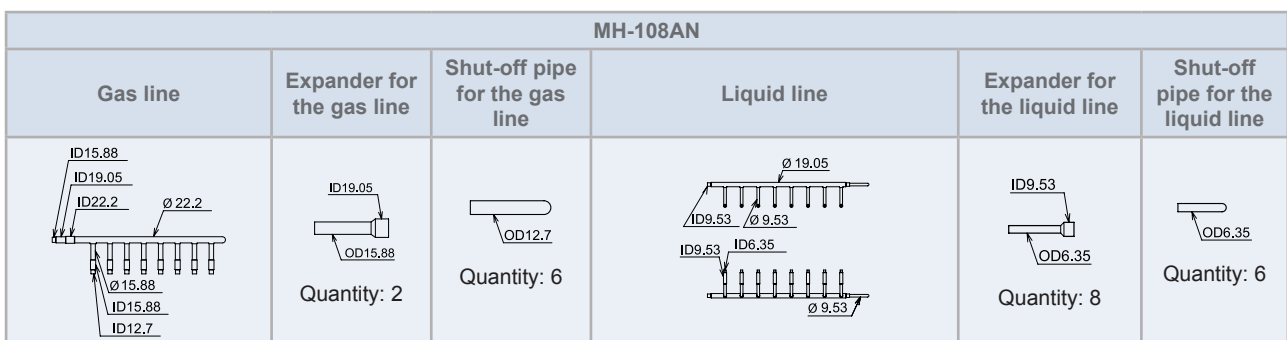 MH-108AN
Gas line
Expander for
the gas line
Shut-off pipe
for the gas
line
Liquid line
Expander for
the liquid line
Shut-off
pipe for the
liquid line
ID15.88
ID19.05
ID22.2
Ø 22.2
Ø 15.88
ID15.88
ID12.7
ID19.05
OD15.88
Quantity: 2
OD12.7
Quantity: 6
Ø 19.05
ID9.53
Ø 9.53
ID9.53
ID6.35
Ø 9.53
ID9.53
OD6.35
Quantity: 8
OD6.35
Quantity: 6